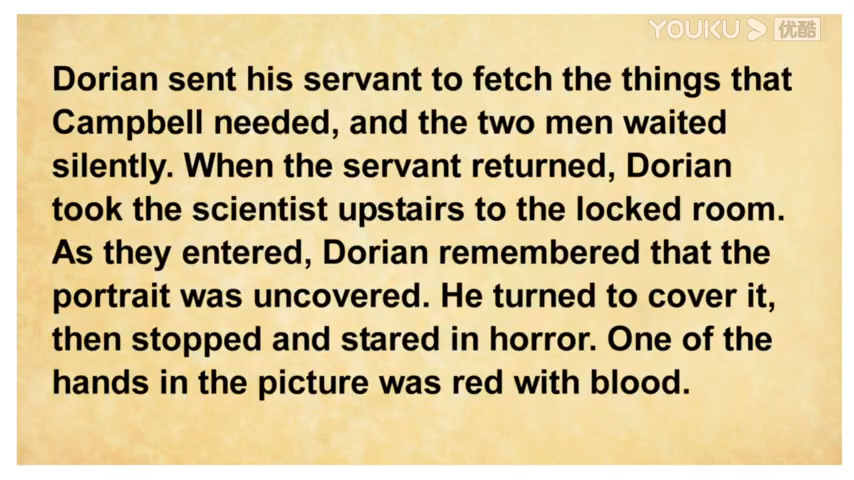 YOUKU 优酷
Dorian sent his servant to fetch the things that
Campbell needed, and the two men waited
silently. When the servant returned, Dorian
took the scientist upstairs to the locked room.
As they entered, Dorian remembered that the
portrait was uncovered. He turned to cover it,
then stopped and stared in horror. One of the
hands in the picture was red with blood.